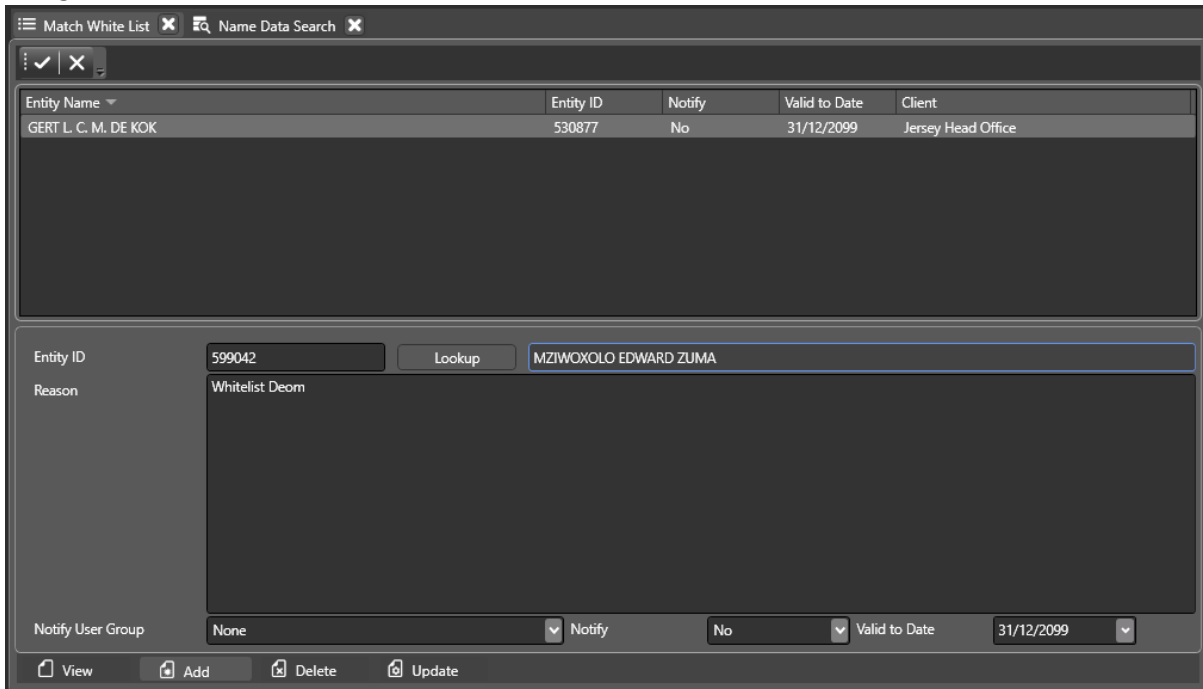 Match White List Name Data Search
Entity Name Entity ID Notify Valid to Date Client
GERT L. C. M. DE KOK 530877 No 31/12/2099 Jersey Head Office
Entity ID 599042 Lookup MZIWOXOLO EDWARD ZUMA
Reason Whitelist Deom
Notify User Group None Notify No Valid to Date 31/12/2099
View Add Delete Update